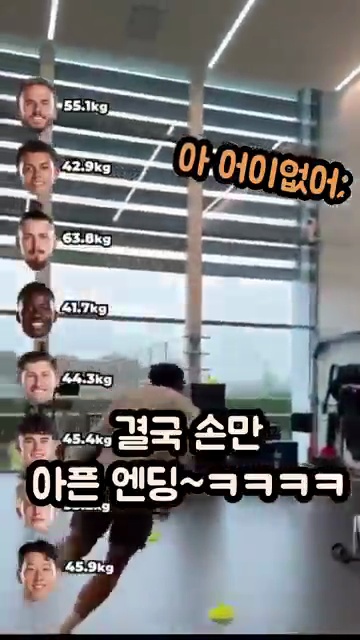 55.1kg
42.9kg
아 어이없어;
63.8kg
41.7kg
44.3kg
45.4kg
결국 손만
아픈 엔딩~ㅋㅋㅋㅋ
45.9kg